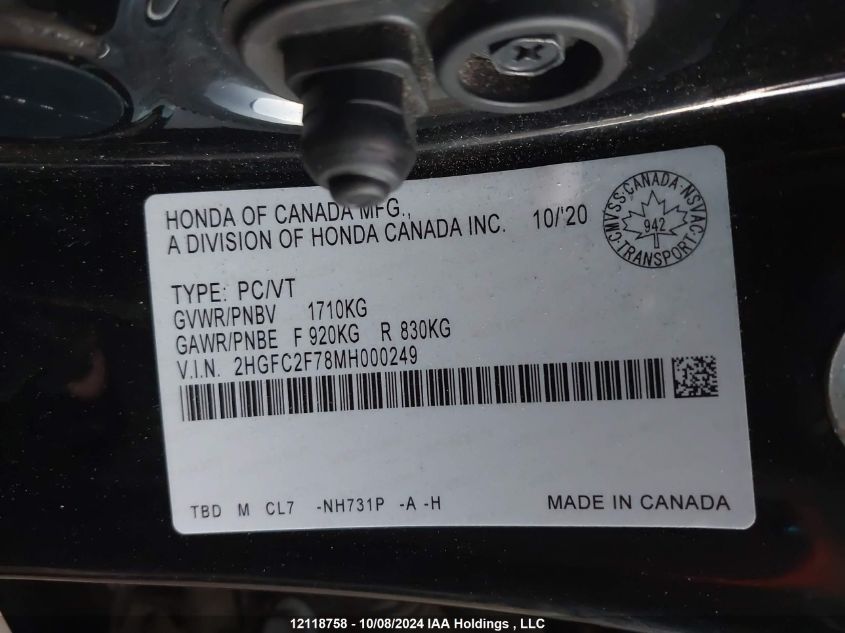 HONDA OF CANADA MFG.,
A DIVISION OF HONDA CANADA INC. 10/'20
CMVSS·CANADA·NSVAC
942
TRANSPORT
TYPE: PC/VT
GVWR/PNBV 1710KG
GAWR/PNBE F 920KG R 830KG
V.I.N. 2HGFC2F78MH000249
TBD M CL7 -NH731P -A -H MADE IN CANADA
12118758 - 10/08/2024 IAA Holdings , LLC